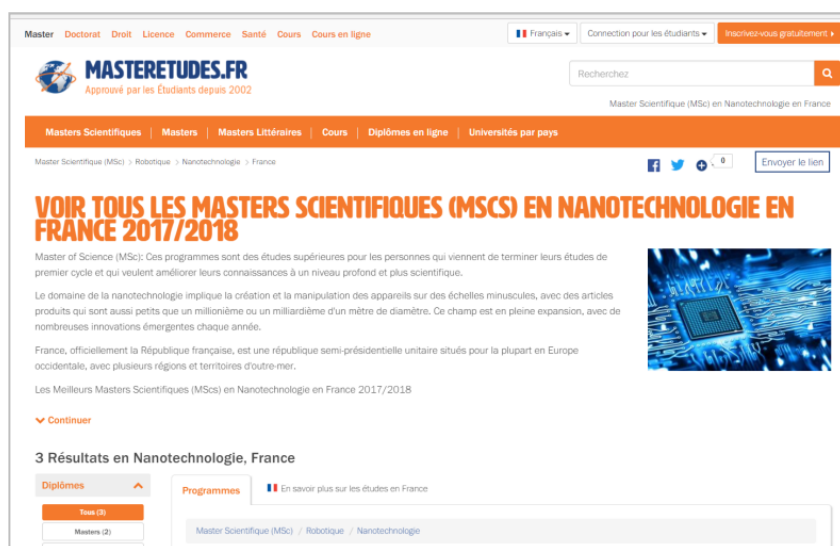 Master Doctorat Droit Licence Commerce Santé Cours Cours en ligne
Français
Connection pour les étudiants
Inscrivez-vous gratuitement
MASTERETUDES.FR
Approuvé par les Étudiants depuis 2002
Recherchez
Master Scientifique (MSc) en Nanotechnologie en France
Masters Scientifiques | Masters | Masters Littéraires | Cours | Diplômes en ligne | Universités par pays
Master Scientifique (MSc) > Robotique > Nanotechnologie > France
0
Envoyer le lien
VOIR TOUS LES MASTERS SCIENTIFIQUES (MSCS) EN NANOTECHNOLOGIE EN
FRANCE 2017/2018
Master of Science (MSc): Ces programmes sont des études supérieures pour les personnes qui viennent de terminer leurs études de
premier cycle et qui veulent améliorer leurs connaissances à un niveau profond et plus scientifique.
Le domaine de la nanotechnologie implique la création et la manipulation des appareils sur des échelles minuscules, avec des articles
produits qui sont aussi petits que un millionième ou un milliardième d'un mètre de diamètre. Ce champ est en pleine expansion, avec de
nombreuses innovations émergentes chaque année.
France, officiellement la République française, est une république semi-présidentielle unitaire situés pour la plupart en Europe
occidentale, avec plusieurs régions et territoires d'outre-mer.
Les Meilleurs Masters Scientifiques (MScs) en Nanotechnologie en France 2017/2018
Continuer
3 Résultats en Nanotechnologie, France
Diplômes
Programmes
En savoir plus sur les études en France
Tous (3)
Masters (2)
Master Scientifique (MSc) / Robotique / Nanotechnologie